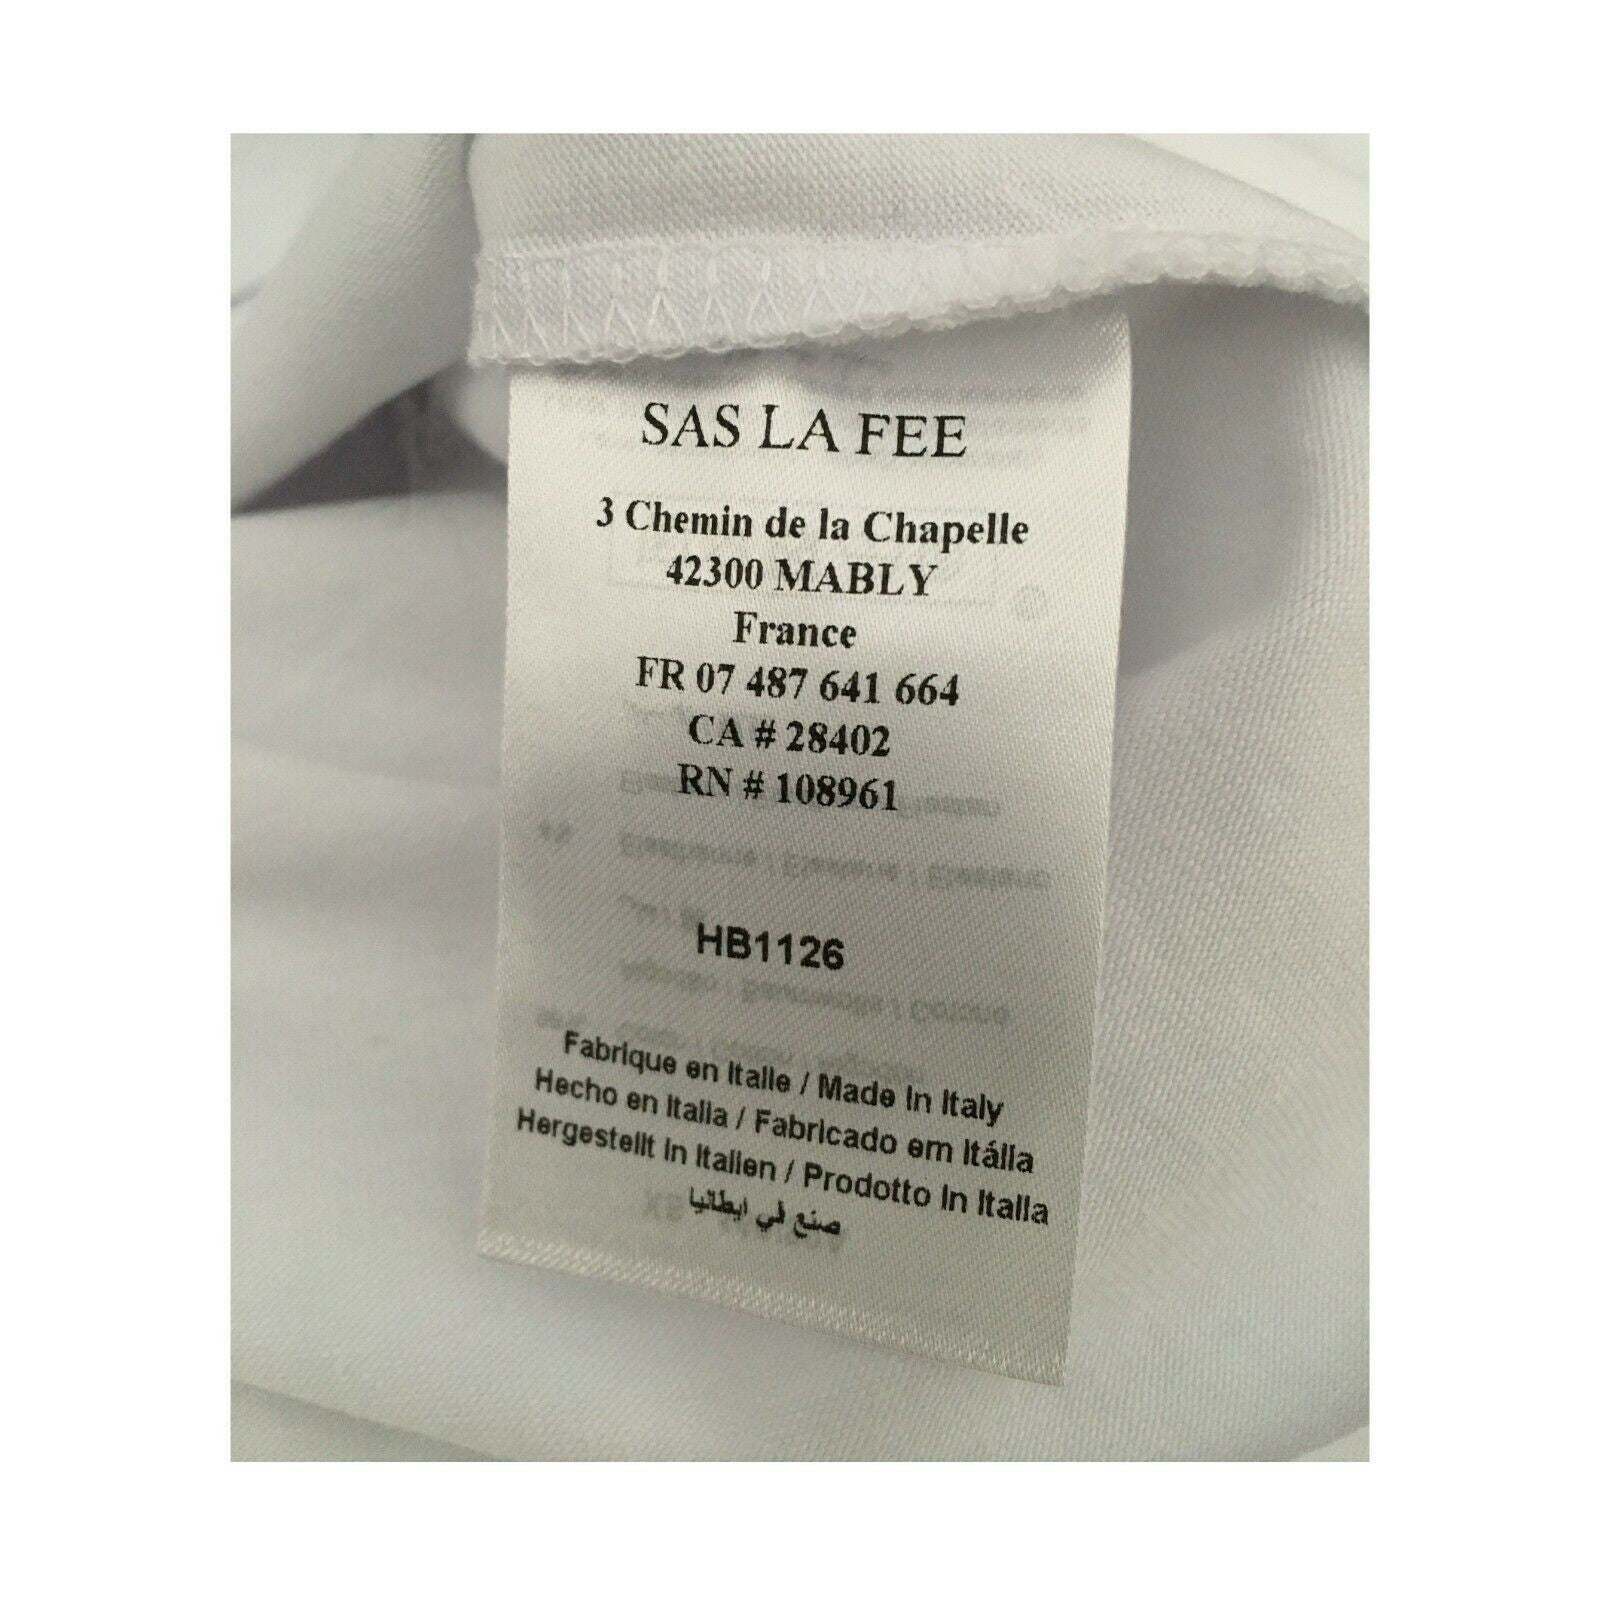 SAS LA FEE
3 Chemin de la Chapelle
42300 MABLY
France
FR 07 487 641 664
CA # 28402
RN # 108961
HB1126
Fabrique en Italie / Made in Italy
Hecho en Italia / Fabricado em Itália
Hergestellt in Italien / Prodotto in Italia
صنع في ايطاليا